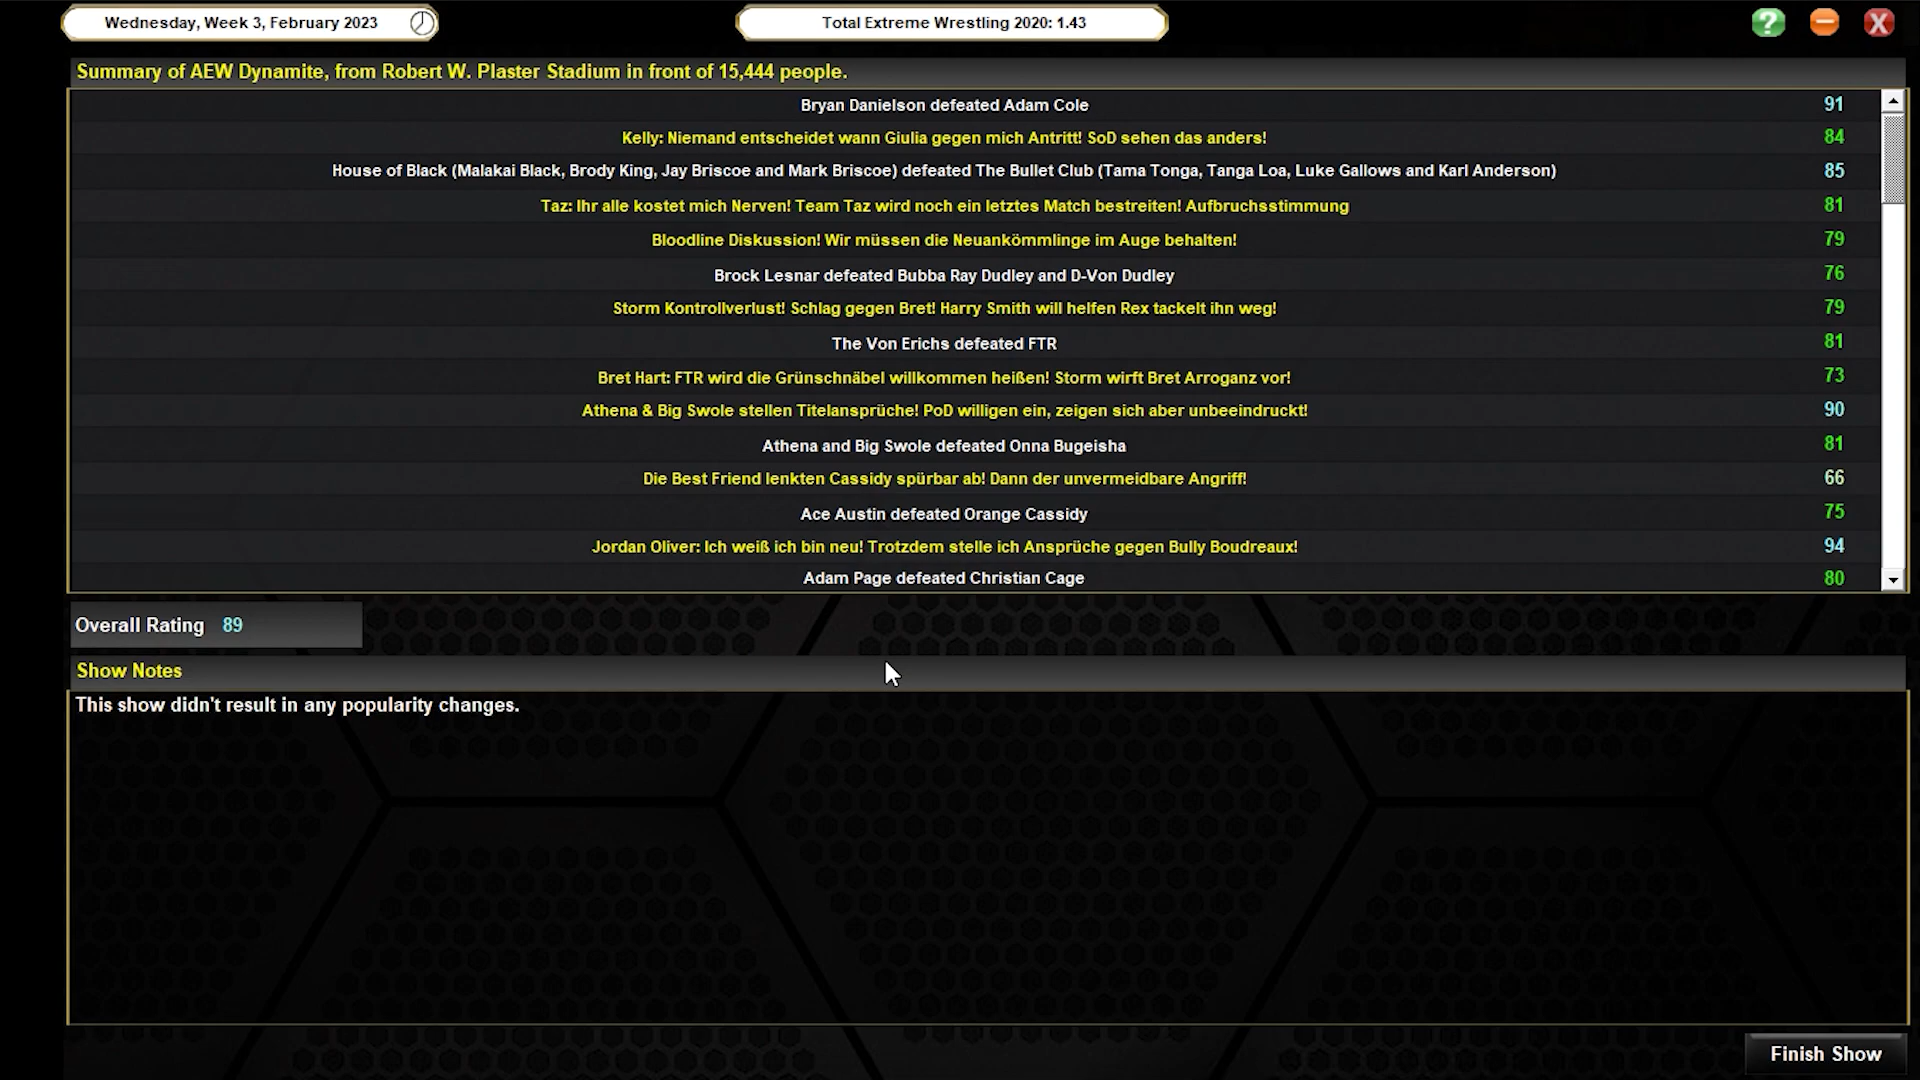 Wednesday, Week 3, February 2023
Total Extreme Wrestling 2020: 1.43
? X
Summary of AEW Dynamite, from Robert W. Plaster Stadium in front of 15,444 people.
Bryan Danielson defeated Adam Cole 91
Kelly: Niemand entscheidet wann Giulia gegen mich Antritt! SoD sehen das anders! 84
House of Black (Malakai Black, Brody King, Jay Briscoe and Mark Briscoe) defeated The Bullet Club (Tama Tonga, Tanga Loa, Luke Gallows and Karl Anderson) 85
Taz: Ihr alle kostet mich Nerven! Team Taz wird noch ein letztes Match bestreiten! Aufbruchsstimmung 81
Bloodline Diskussion! Wir müssen die Neuankömmlinge im Auge behalten! 79
Brock Lesnar defeated Bubba Ray Dudley and D-Von Dudley 76
Storm Kontrollverlust! Schlag gegen Bret! Harry Smith will helfen Rex tackelt ihn weg! 79
The Von Erichs defeated FTR 81
Bret Hart: FTR wird die Grünschnäbel willkommen heißen! Storm wirft Bret Arroganz vor! 73
Athena & Big Swole stellen Titelansprüche! PoD willigen ein, zeigen sich aber unbeeindruckt! 90
Athena and Big Swole defeated Onna Bugeisha 81
Die Best Friend lenkten Cassidy spürbar ab! Dann der unvermeidbare Angriff! 66
Ace Austin defeated Orange Cassidy 75
Jordan Oliver: Ich weiß ich bin neu! Trotzdem stelle ich Ansprüche gegen Bully Boudreaux! 94
Adam Page defeated Christian Cage 80
Overall Rating 89
Show Notes
This show didn't result in any popularity changes.
Finish Show